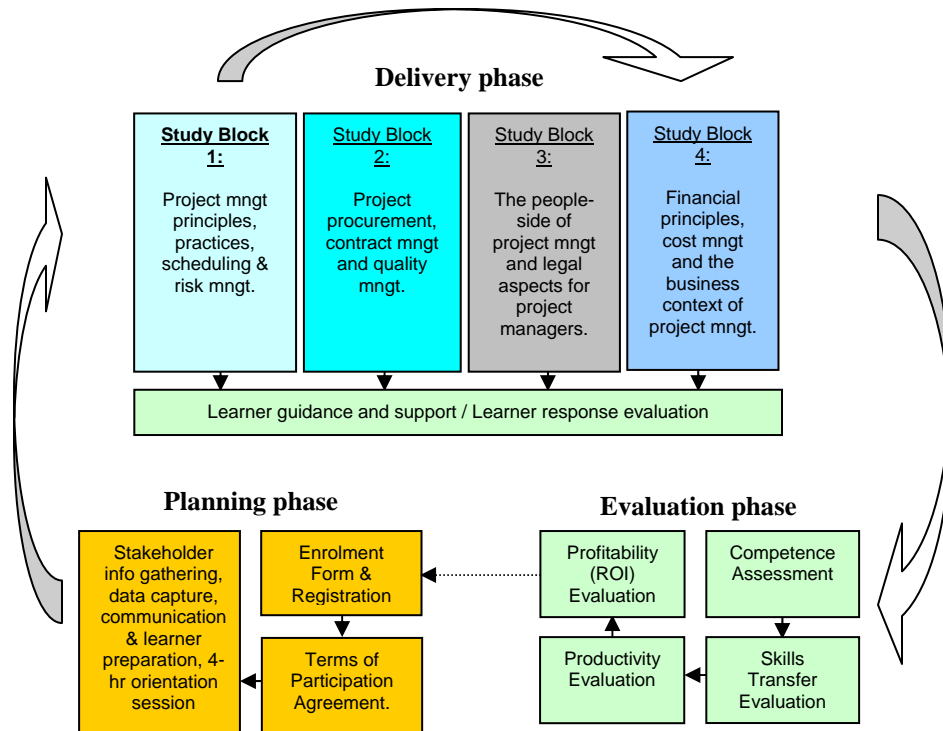 Delivery phase
Study Block
1:
Project mngt
principles,
practices,
scheduling &
risk mngt.
Study Block
2:
Project
procurement,
contract mngt
and quality
mngt.
Study Block
3:
The people-
side of
project mngt
and legal
aspects for
project
managers.
Study Block
4:
Financial
principles,
cost mngt
and the
business
context of
project mngt.
Learner guidance and support / Learner response evaluation
Planning phase
Stakeholder
info gathering,
data capture,
communication
& learner
preparation, 4-
hr orientation
session
Enrolment
Form &
Registration
Terms of
Participation
Agreement.
Evaluation phase
Profitability
(ROI)
Evaluation
Competence
Assessment
Productivity
Evaluation
Skills
Transfer
Evaluation